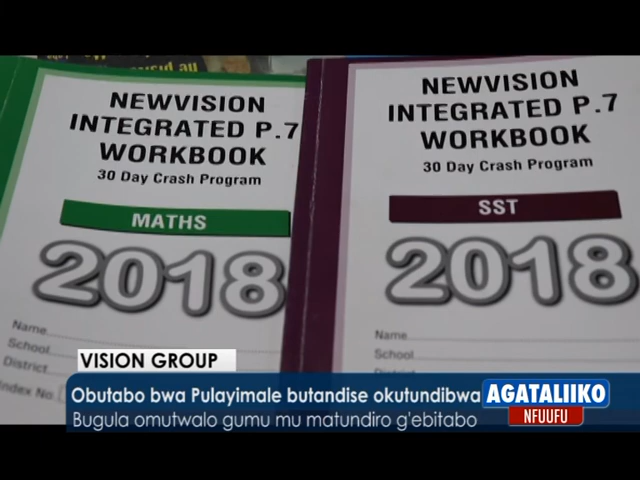 NEWVISION
INTEGRATED P.7
WORKBOOK
30 Day Crash Program
MATHS
2018
Name
School
District
Index No.
NEWVISION
INTEGRATED P.7
WORKBOOK
30 Day Crash Program
SST
2018
Name
School
VISION GROUP
Obutabo bwa Pulayimale butandise okutundibwa
Bugula omutwalo gumu mu matundiro g'ebitabo
AGATALIIKO
NFUUFU